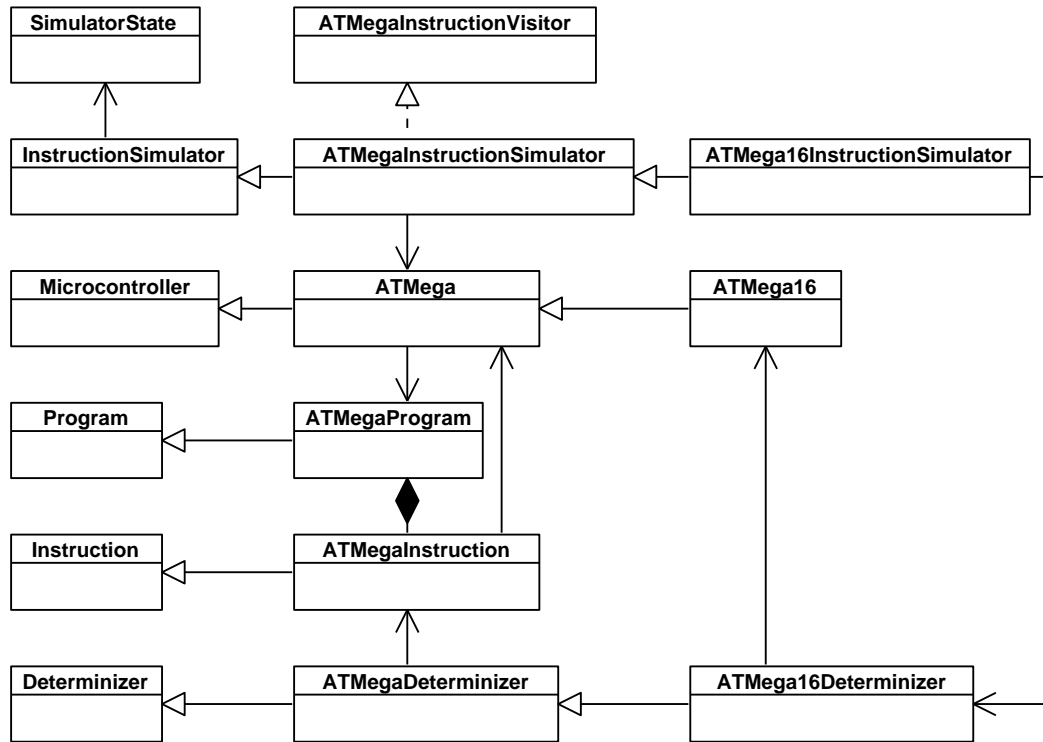 SimulatorState
ATMegaInstructionVisitor
InstructionSimulator
ATMegaInstructionSimulator
ATMega16InstructionSimulator
Microcontroller
ATMega
ATMega16
Program
ATMegaProgram
Instruction
ATMegaInstruction
Determinizer
ATMegaDeterminizer
ATMega16Determinizer